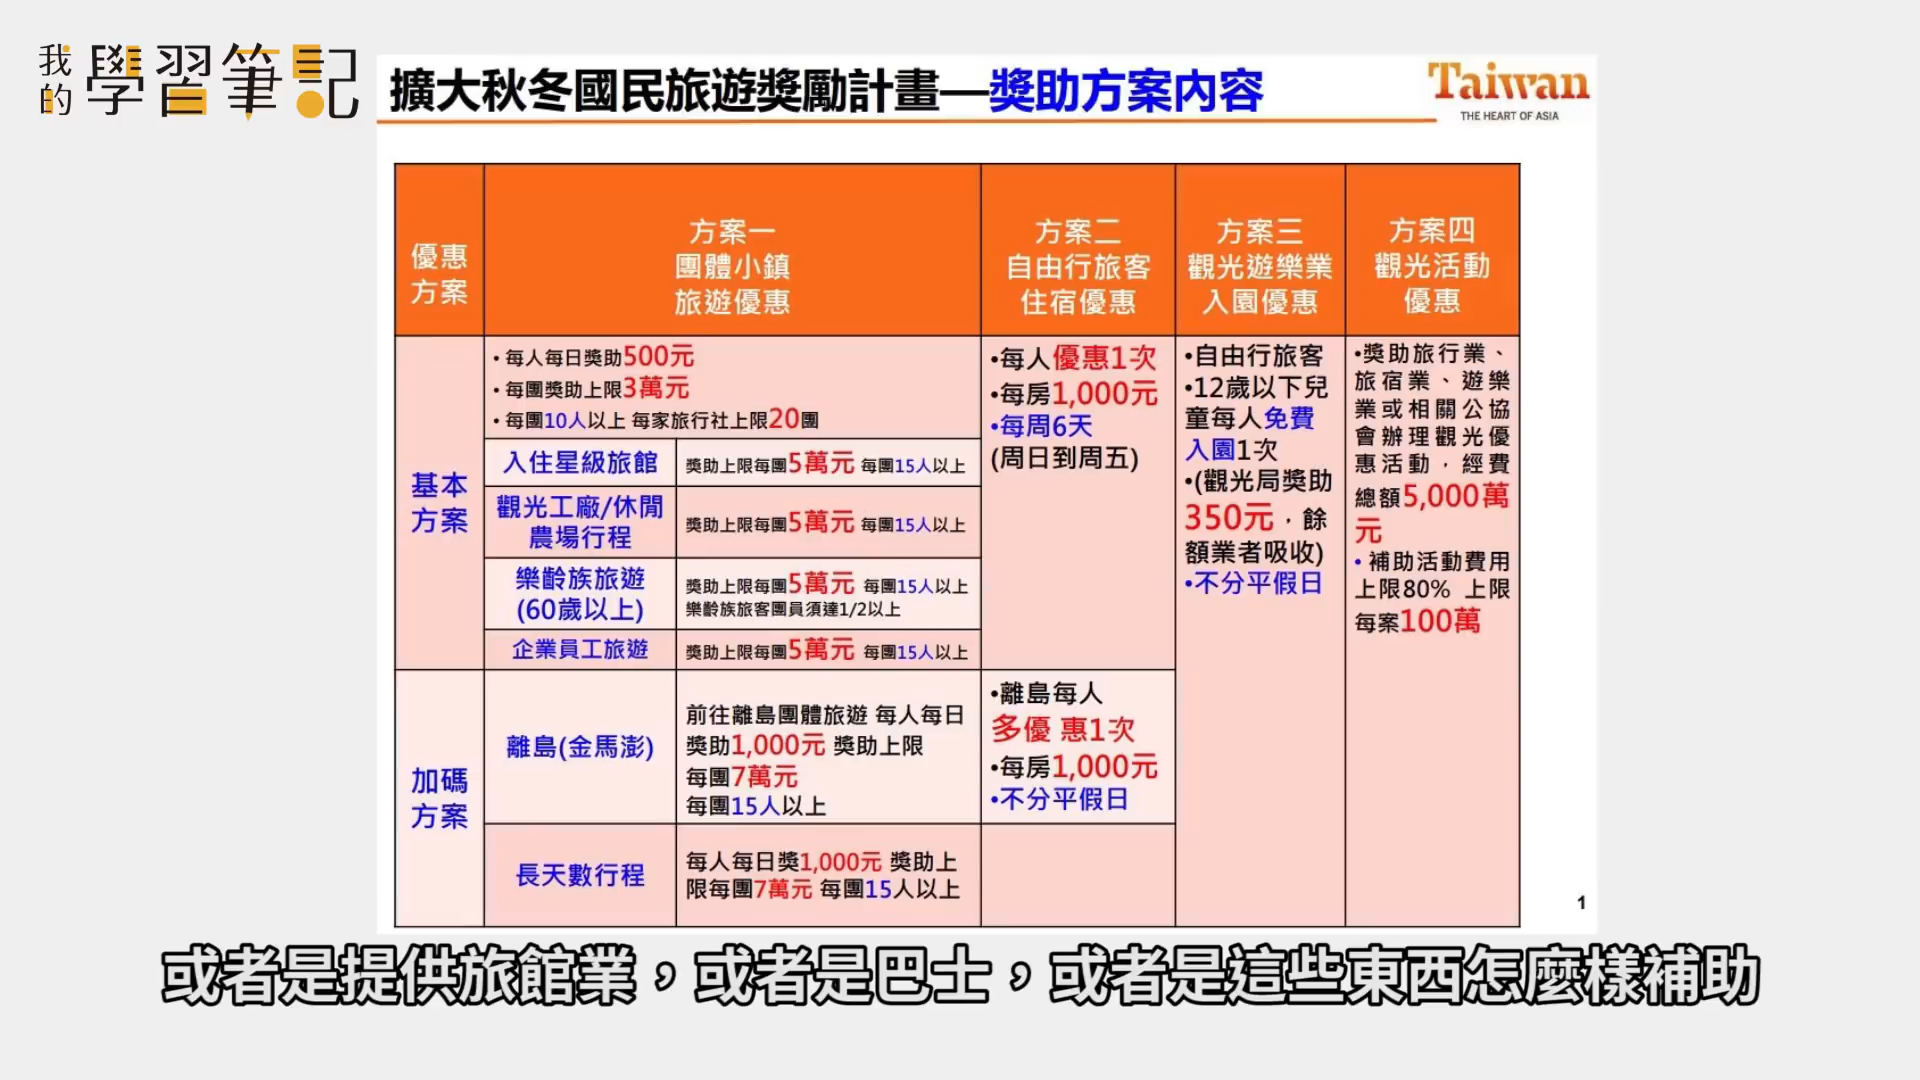 我的學習筆記
擴大秋冬國民旅遊獎勵計畫—獎助方案內容
Taiwan
THE HEART OF ASIA
優惠
方案
方案一
團體小鎮
旅遊優惠
方案二
自由行旅客
住宿優惠
方案三
觀光遊樂業
入園優惠
方案四
觀光活動
優惠
基本
方案
• 每人每日獎助500元
• 每團獎助上限3萬元
• 每團10人以上 每家旅行社上限20團
入住星級旅館
獎助上限每團5萬元 每團15人以上
觀光工廠/休閒
農場行程
獎助上限每團5萬元 每團15人以上
樂齡族旅遊
(60歲以上)
獎助上限每團5萬元 每團15人以上
樂齡族旅客團員須達1/2以上
企業員工旅遊
獎助上限每團5萬元 每團15人以上
•每人優惠1次
•每房1,000元
•每周6天
(周日到周五)
•自由行旅客
•12歲以下兒
童每人免費
入園1次
•(觀光局獎助
350元，餘
額業者吸收)
•不分平假日
•獎助旅行業、
旅宿業、遊樂
業或相關公協
會辦理觀光優
惠活動，經費
總額5,000萬
元
• 補助活動費用
上限80% 上限
每案100萬
加碼
方案
離島(金馬澎)
前往離島團體旅遊 每人每日
獎助1,000元 獎助上限
每團7萬元
每團15人以上
•離島每人
多優 惠1次
•每房1,000元
•不分平假日
長天數行程
每人每日獎1,000元 獎助上
限每團7萬元 每團15人以上
1
或者是提供旅館業，或者是巴士，或者是這些東西怎麼樣補助